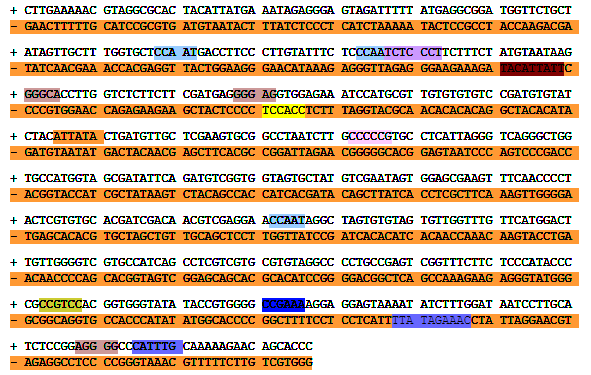 + CTTGAAAAAC GTAGGCGCAC TACATTATGA AATAGAGGGA GTAGATTTTT ATGAGGCGGA TGGTTCTGCT
− GAACTTTTTG CATCCGCGTG ATGTAATACT TTATCTCCCT CATCTAAAAA TACTCCGCCT ACCAAGACGA
+ ATAGTTGCTT TGGTGCTCCA ATGACCTTCC CTTGTATTTC TCCCAATCTC CCTTCTTTCT ATGTAATAAG
− TATCAACGAA ACCACGAGGT TACTGGAAGG GAACATAAAG AGGGTTAGAG GGAAGAAAGA TACATTATTC
+ GGGCACCTTG GTCTCTTCTT CGATGAGGGG AGGTGGAGAA ATCCATGCGT TGTGTGTGTC CGATGTGTAT
− CCCGTGGAAC CAGAGAAGAA GCTACTCCCC TCCACCTCTT TAGGTACGCA ACACACACAG GCTACACATA
+ CTACATTATA CTGATGTTGC TCGAAGTGCG GCCTAATCTT GCCCCCGTGC CTCATTAGGG TCAGGGCTGG
− GATGTAATAT GACTACAACG AGCTTCACGC CGGATTAGAA CGGGGGCACG GAGTAATCCC AGTCCCGACC
+ TGCCATGGTA GCGATATTCA GATGTCGGTG GTAGTGCTAT GTCGAATAGT GGAGCGAAGT TTCAACCCCT
− ACGGTACCAT CGCTATAAGT CTACAGCCAC CATCACGATA CAGCTTATCA CCTCGCTTCA AAGTTGGGGA
+ ACTCGTGTGC ACGATCGACA ACGTCGAGGA ACCAATAGGC TAGTGTGTAG TGTTGGTTTG TTCATGGACT
− TGAGCACACG TGCTAGCTGT TGCAGCTCCT TGGTTATCCG ATCACACATC ACAACCAAAC AAGTACCTGA
+ TGTTGGGGTC GTGCCATCAG CCTCGTCGTG CGTGTAGGCC CCTGCCGAGT CGGTTTCTTC TCCCATACCC
− ACAACCCCAG CACGGTAGTC GGAGCAGCAC GCACATCCGG GGACGGCTCA GCCAAAGAAG AGGGTATGGG
+ CGCCGTCCAC GGTGGGTATA TACCGTGGGG CCGAAAAGGA GGAGTAAAAT ATCTTTGGAT AATCCTTGCA
− GCGGCAGGTG CCACCCATAT ATGGCACCCC GGCTTTTCCT CCTCATTTTA TAGAAACCTA TTAGGAACGT
+ TCTCCGGAGG GGCCCATTTG CAAAAAGAAC AGCACCC
− AGAGGCCTCC CCGGGTAAAC GTTTTTCTTG TCGTGGG